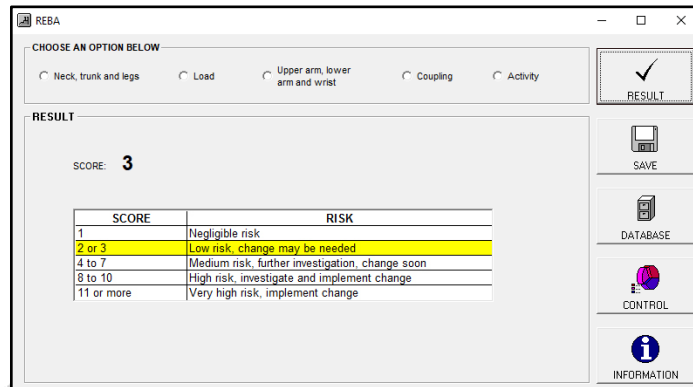 REBA
CHOOSE AN OPTION BELOW
Neck, trunk and legs
Load
Upper arm, lower
arm and wrist
Coupling
Activity
RESULT
RESULT
SCORE: 3
SAVE
SCORE RISK
1 Negligible risk
2 or 3 Low risk, change may be needed
4 to 7 Medium risk, further investigation, change soon
8 to 10 High risk, investigate and implement change
11 or more Very high risk, implement change
DATABASE
CONTROL
INFORMATION